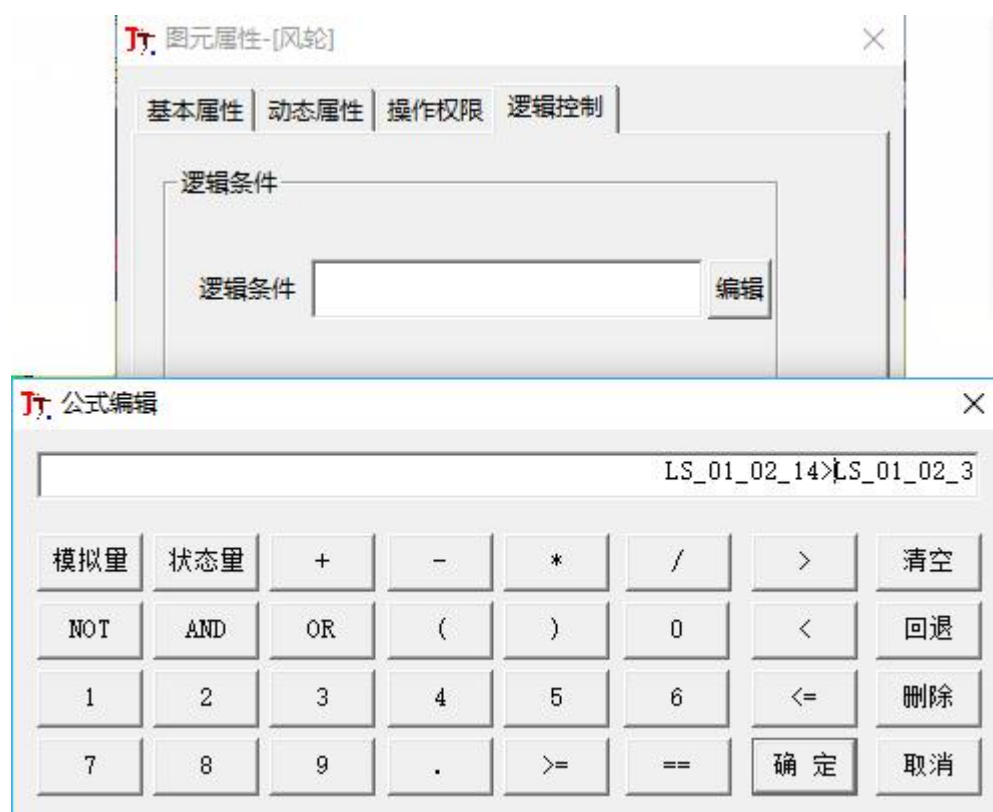 图元属性-[风轮]
基本属性 动态属性 操作权限 逻辑控制
逻辑条件
逻辑条件 编辑
公式编辑
LS_01_02_14>LS_01_02_3
模拟量 状态量 + - * / > 清空
NOT AND OR ( ) 0 < 回退
1 2 3 4 5 6 <= 删除
7 8 9 . >= == 确 定 取消